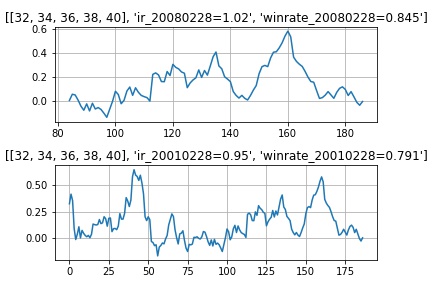 [[32, 34, 36, 38, 40], 'ir_20080228=1.02', 'winrate_20080228=0.845']
0.6
0.4
0.2
0.0
80 100 120 140 160 180
[[32, 34, 36, 38, 40], 'ir_20010228=0.95', 'winrate_20010228=0.791']
0.50
0.25
0.00
0 25 50 75 100 125 150 175